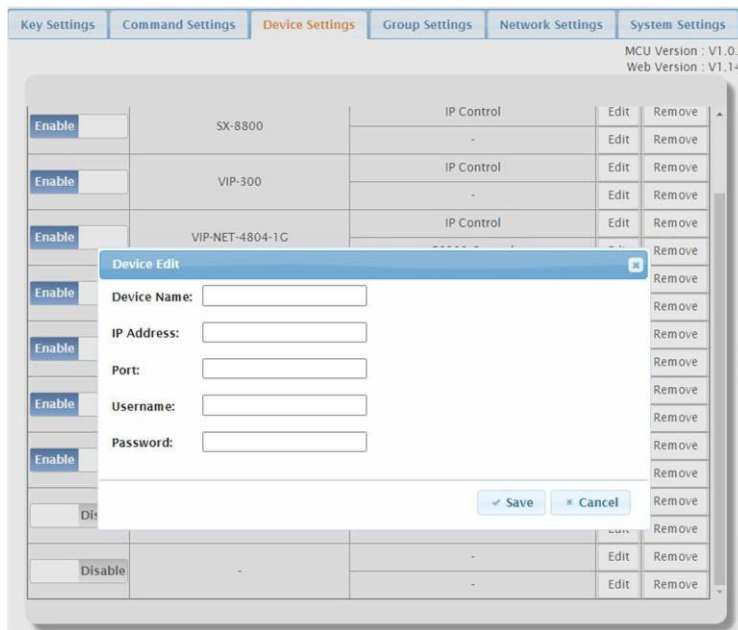 Key Settings Command Settings Device Settings Group Settings Network Settings System Settings
MCU Version : V1.0.
Web Version : V1.14
Enable SX-8800 IP Control Edit Remove
- Edit Remove
Enable VIP-300 IP Control Edit Remove
- Edit Remove
Enable VIP-NET-4804-1G IP Control Edit Remove
Remove
Device Edit
Enable Remove
Device Name:
Remove
IP Address:
Enable Remove
Remove
Port:
Enable Remove
Username:
Remove
Password:
Enable Remove
Remove
Save Cancel
Dis Remove
Edit Remove
Disable - - Edit Remove
- Edit Remove